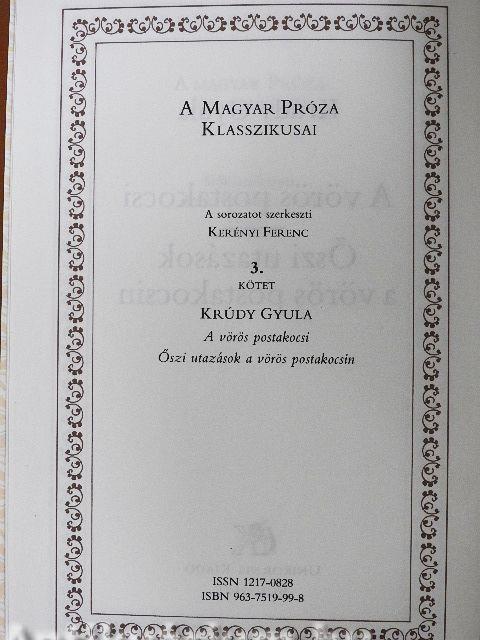 A MAGYAR PRÓZA
KLASSZIKUSAI
A sorozatot szerkeszti
KERÉNYI FERENC
3.
KÖTET
KRÚDY GYULA
A vörös postakocsi
Őszi utazások a vörös postakocsin
ISSN 1217-0828
ISBN 963-7519-99-8